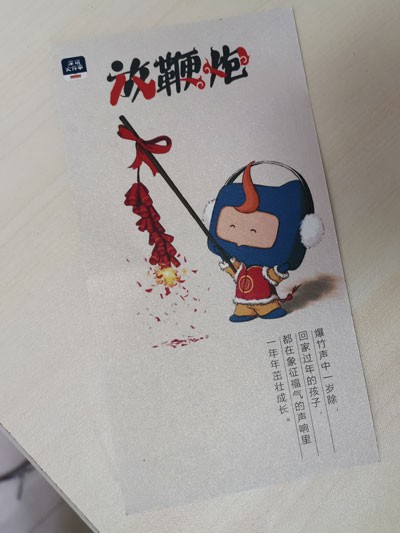 放鞭炮
爆竹声中一岁除，
回家过年的孩子，
都在象征福气的声响里
一年年茁壮成长。